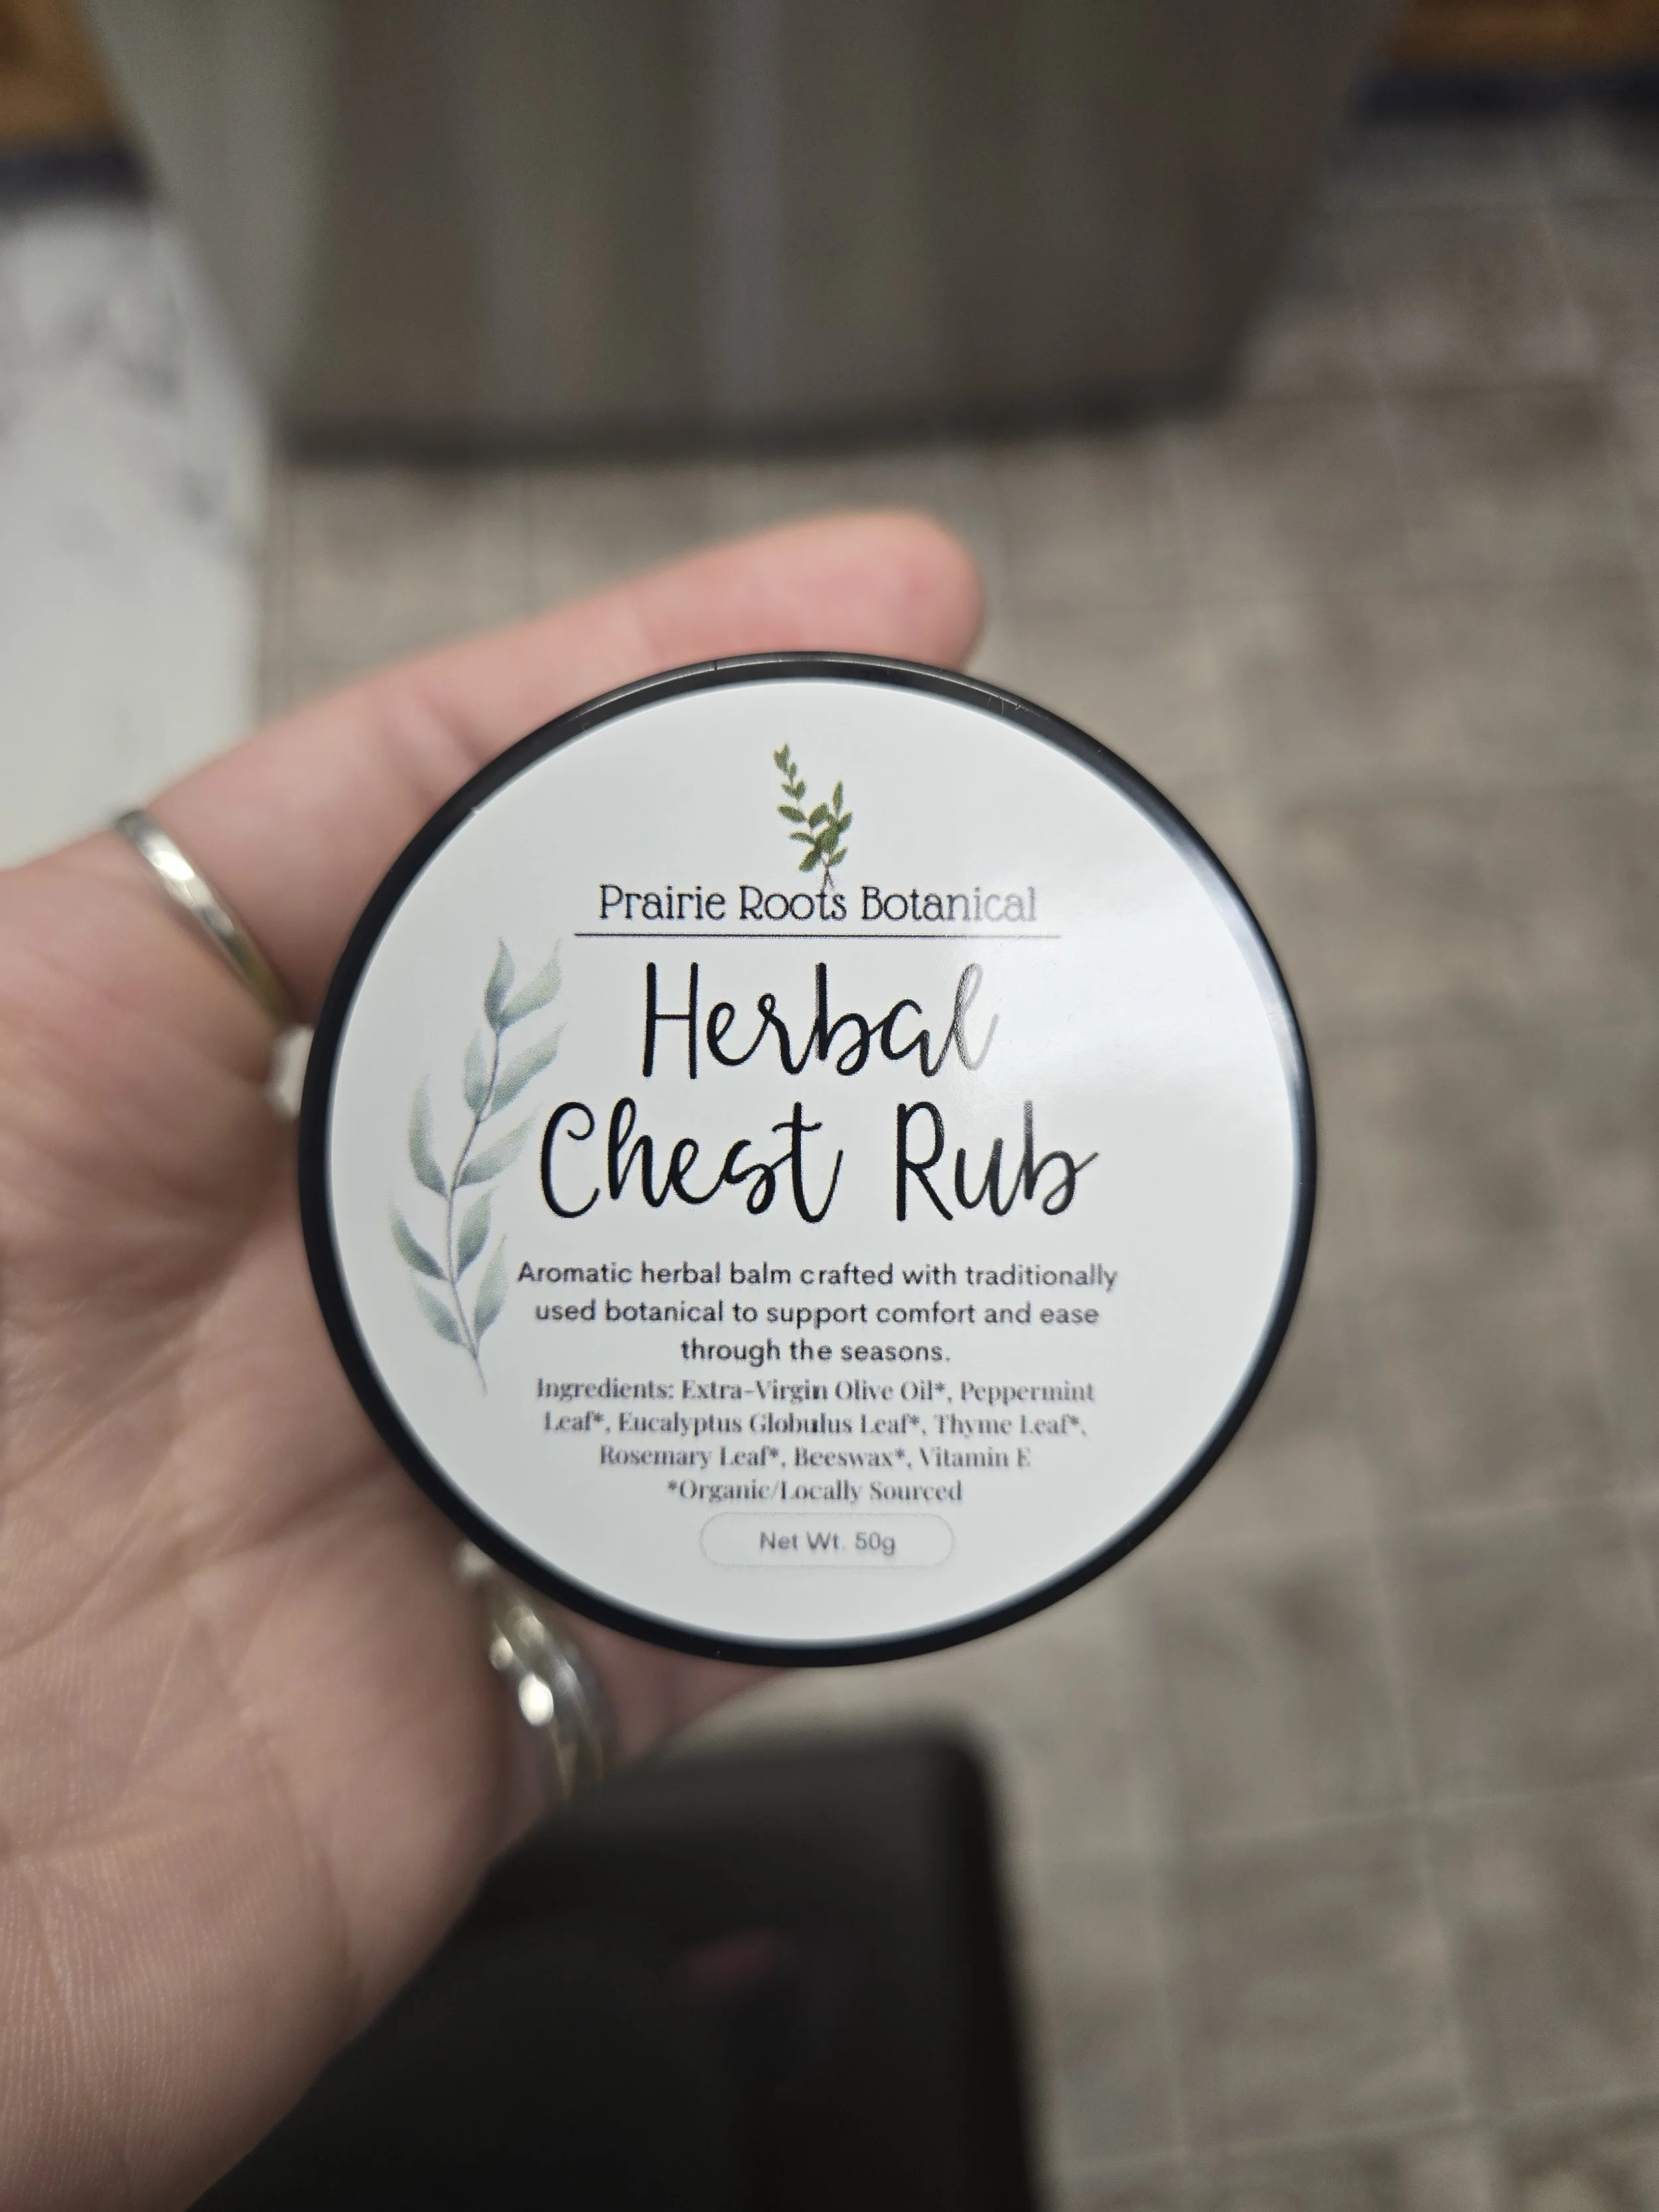 Prairie Roots Botanical
Herbal
Chest Rub
Aromatic herbal balm crafted with traditionally
used botanical to support comfort and ease
through the seasons.
Ingredients: Extra-Virgin Olive Oil*, Peppermint
Leaf*, Eucalyptus Globulus Leaf*, Thyme Leaf*,
Rosemary Leaf*, Beeswax*, Vitamin E
*Organic/Locally Sourced
Net Wt. 50g